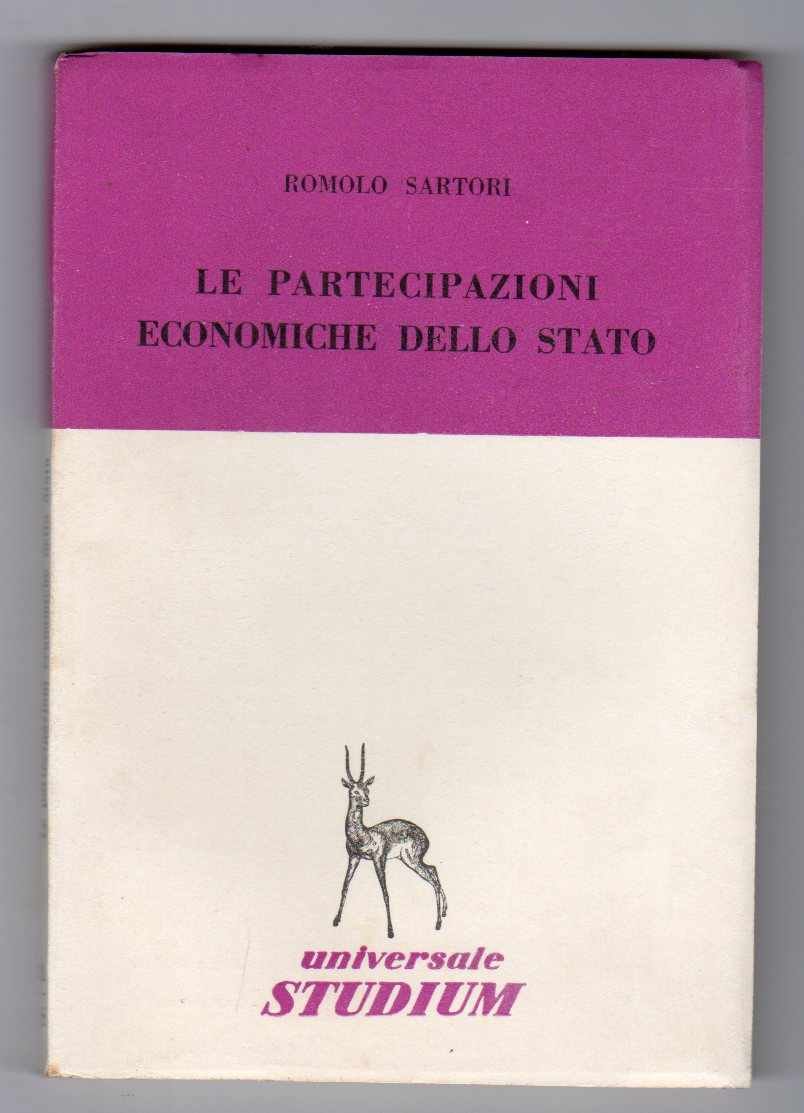 ROMOLO SARTORI
LE PARTECIPAZIONI
ECONOMICHE DELLO STATO
universale
STUDIUM